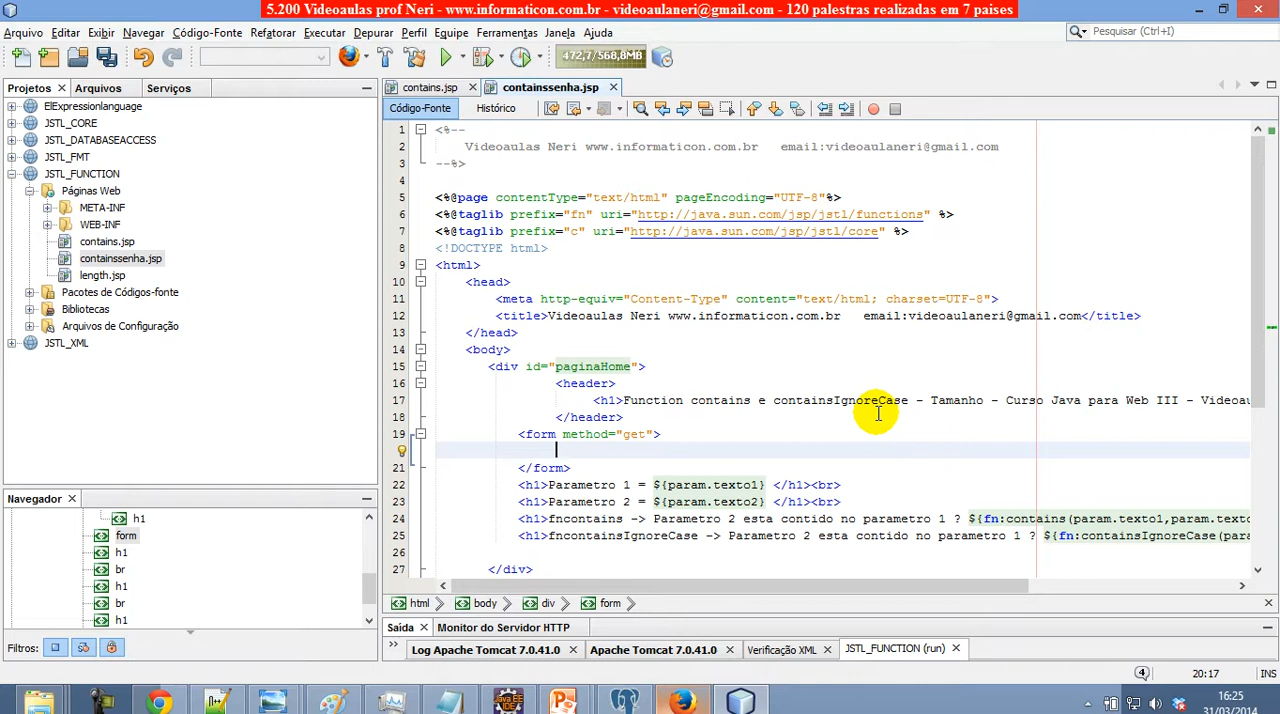 5.200 Videoaulas prof Neri - www.informaticon.com.br - videoaulaneri@gmail.com - 120 palestras realizadas em 7 paises
Arquivo Editar Exibir Navegar Código-Fonte Refatorar Executar Depurar Perfil Equipe Ferramentas Janela Ajuda
Pesquisar (Ctrl+I)
472,7/560,8MB
Projetos Arquivos Serviços
contains.jsp containssenha.jsp
Código-Fonte Histórico
ElExpressionlanguage
JSTL_CORE
JSTL_DATABASEACCESS
JSTL_FMT
JSTL_FUNCTION
Páginas Web
META-INF
WEB-INF
contains.jsp
containssenha.jsp
length.jsp
Pacotes de Códigos-fonte
Bibliotecas
Arquivos de Configuração
JSTL_XML
1 <%--
2 Videoaulas Neri www.informaticon.com.br email:videoaulaneri@gmail.com
3 --%>
4
5 <%@page contentType="text/html" pageEncoding="UTF-8"%>
6 <%@taglib prefix="fn" uri="http://java.sun.com/jsp/jstl/functions" %>
7 <%@taglib prefix="c" uri="http://java.sun.com/jsp/jstl/core" %>
8 <!DOCTYPE html>
9 <html>
10 <head>
11 <meta http-equiv="Content-Type" content="text/html; charset=UTF-8">
12 <title>Videoaulas Neri www.informaticon.com.br email:videoaulaneri@gmail.com</title>
13 </head>
14 <body>
15 <div id="paginaHome">
16 <header>
17 <h1>Function contains e containsIgnoreCase - Tamanho - Curso Java para Web III - Videoau
18 </header>
19 <form method="get">
21 </form>
22 <h1>Parametro 1 = ${param.texto1} </h1><br>
23 <h1>Parametro 2 = ${param.texto2} </h1><br>
24 <h1>fncontains -> Parametro 2 esta contido no parametro 1 ? ${fn:contains(param.texto1,param.texto
25 <h1>fncontainsIgnoreCase -> Parametro 2 esta contido no parametro 1 ? ${fn:containsIgnoreCase(para
26
27 </div>
Navegador
h1
form
h1
br
h1
br
h1
Filtros:
html body div form
Saída Monitor do Servidor HTTP
Log Apache Tomcat 7.0.41.0 Apache Tomcat 7.0.41.0 Verificação XML JSTL_FUNCTION (run)
4 20:17 INS
16:25
31/03/2014